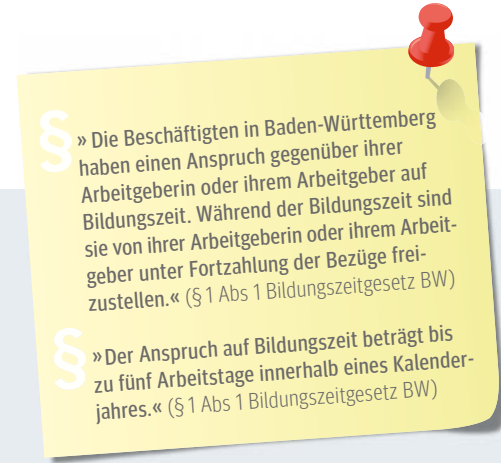 §
» Die Beschäftigten in Baden-Württemberg
haben einen Anspruch gegenüber ihrer
Arbeitgeberin oder ihrem Arbeitgeber auf
Bildungszeit. Während der Bildungszeit sind
sie von ihrer Arbeitgeberin oder ihrem Arbeit-
geber unter Fortzahlung der Bezüge frei-
zustellen.« (§ 1 Abs 1 Bildungszeitgesetz BW)
§
»Der Anspruch auf Bildungszeit beträgt bis
zu fünf Arbeitstage innerhalb eines Kalender-
jahres.« (§ 1 Abs 1 Bildungszeitgesetz BW)